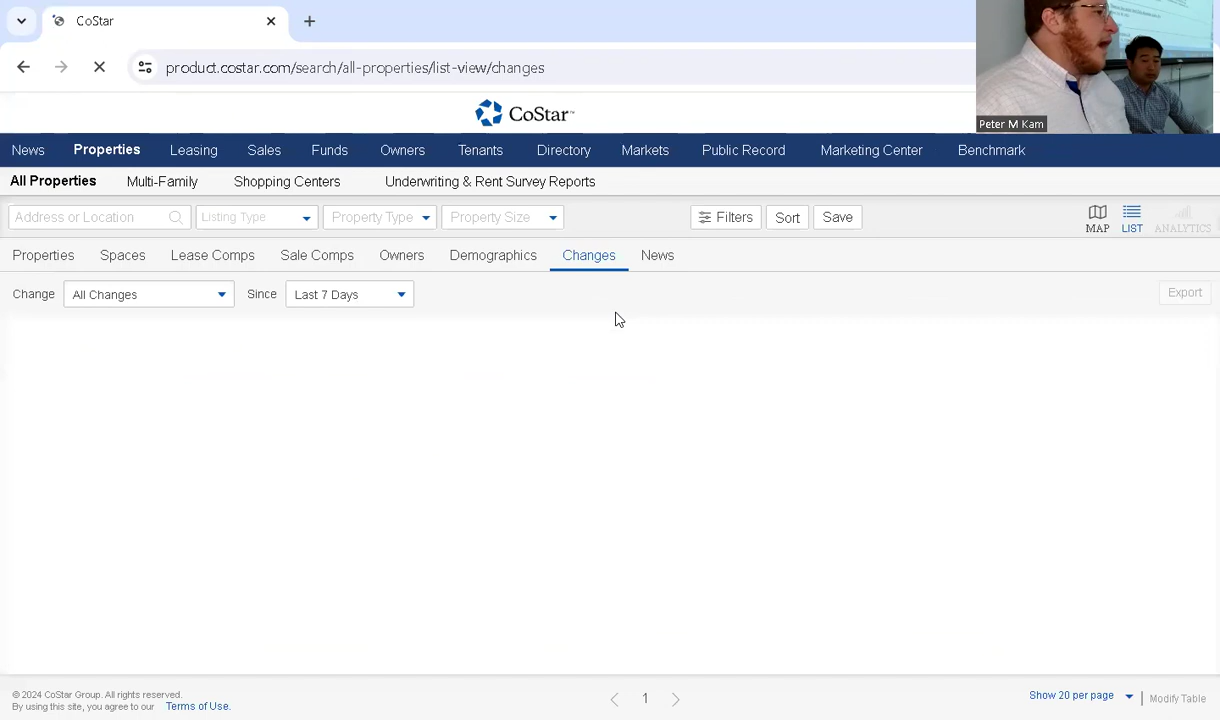 CoStar
product.costar.com/search/all-properties/list-view/changes
CoStar™
Peter M Kam
News Properties Leasing Sales Funds Owners Tenants Directory Markets Public Record Marketing Center Benchmark
All Properties Multi-Family Shopping Centers Underwriting & Rent Survey Reports
Address or Location Listing Type Property Type Property Size Filters Sort Save MAP LIST ANALYTICS
Properties Spaces Lease Comps Sale Comps Owners Demographics Changes News
Change All Changes Since Last 7 Days Export
© 2024 CoStar Group. All rights reserved.
By using this site, you agree to our Terms of Use.
1
Show 20 per page Modify Table